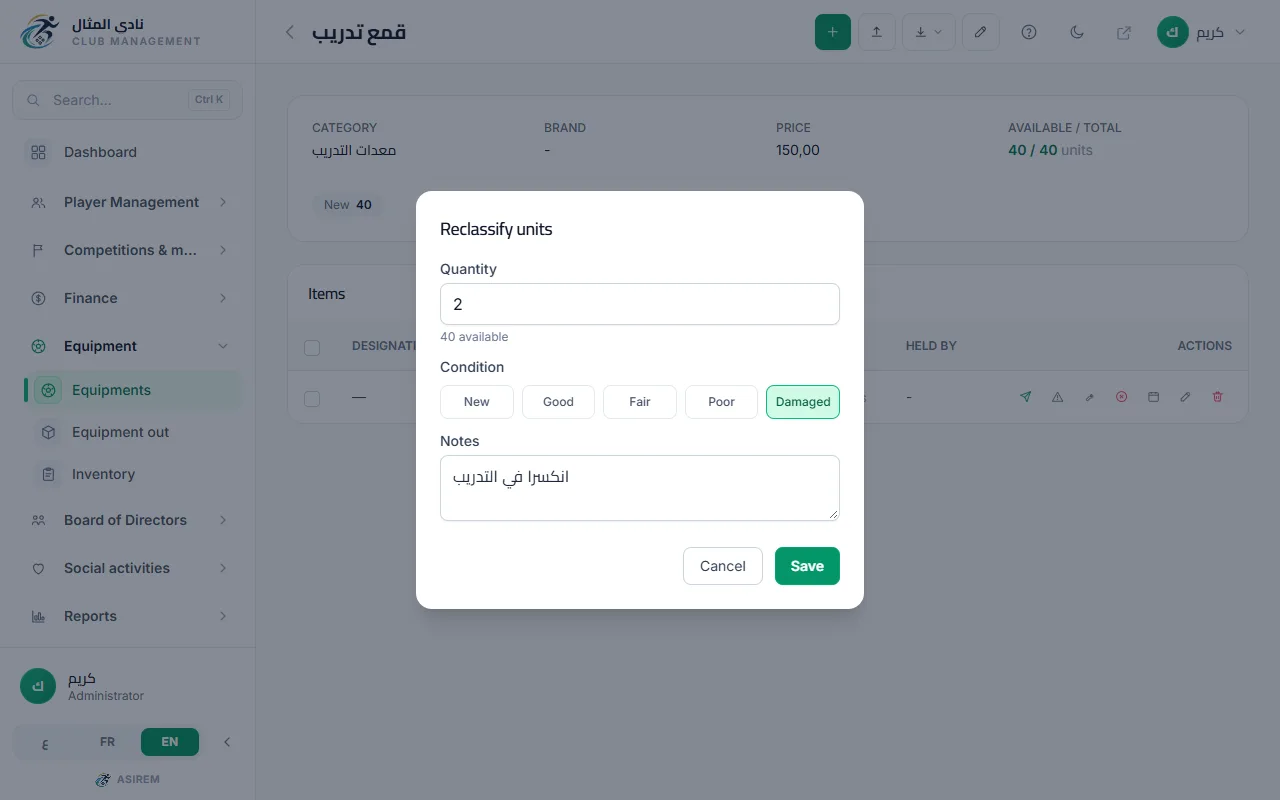 نادي المثال
CLUB MANAGEMENT
Search...
Ctrl K
Dashboard
Player Management
Competitions & m...
Finance
Equipment
Equipments
Equipment out
Inventory
Board of Directors
Social activities
Reports
ك
كريم
Administrator
ع
FR
EN
ASIREM
قمع تدريب
ك
كريم
CATEGORY
BRAND
PRICE
AVAILABLE / TOTAL
معدات التدريب
-
150,00
40 / 40 units
New 40
Items
HELD BY
ACTIONS
—
-
Reclassify units
Quantity
2
40 available
Condition
New
Good
Fair
Poor
Damaged
Notes
انكسرا في التدريب
Cancel
Save